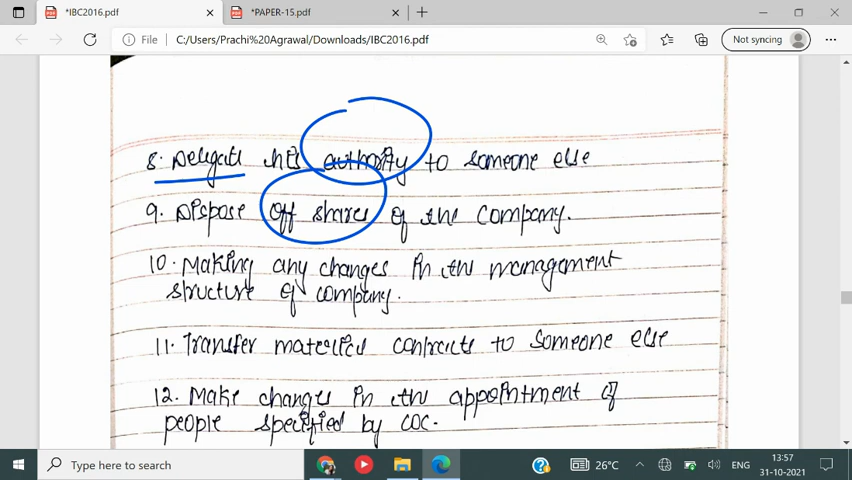 *IBC2016.pdf
*PAPER-15.pdf
File C:/Users/Prachi%20Agrawal/Downloads/IBC2016.pdf
Not syncing
8. Delegate his authority to someone else
9. Dispose off shares of the company.
10. Making any changes in the management
structure of company.
11. Transfer material contracts to someone else
12. Make changes in the appointment of
people specified by COC.
Type here to search
26°C
ENG
13:57
31-10-2021